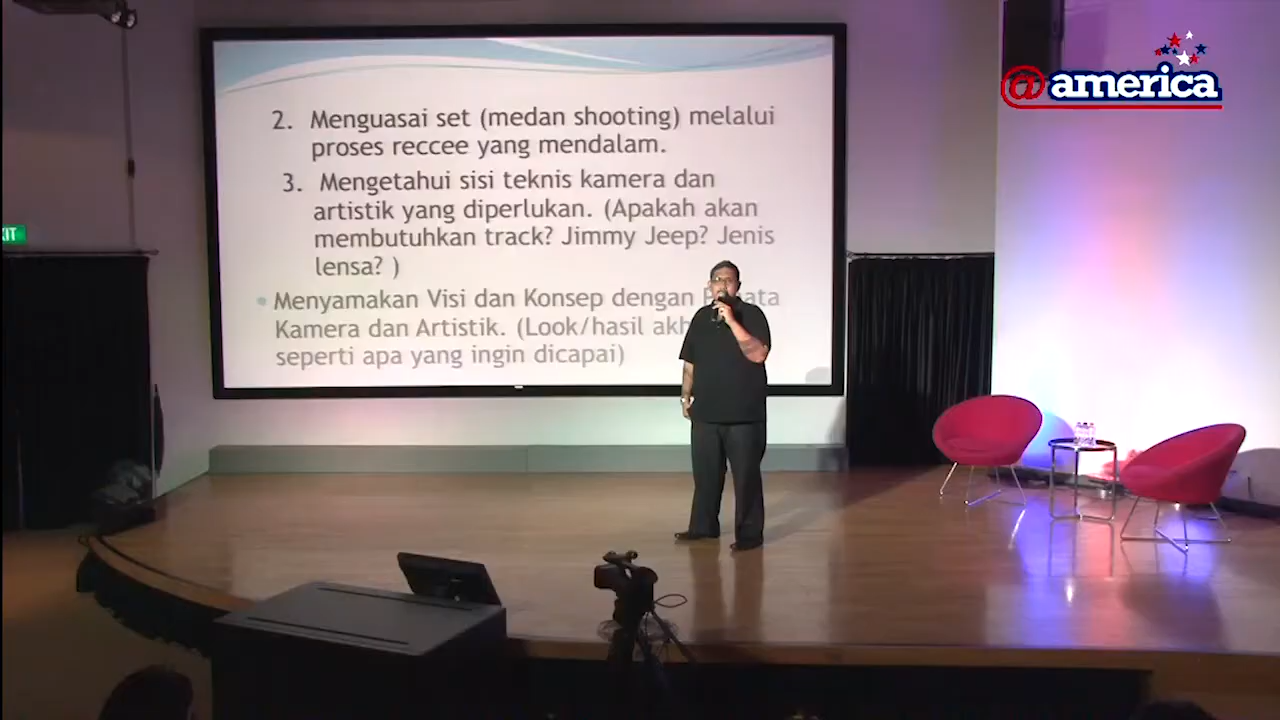 @america
2. Menguasai set (medan shooting) melalui
proses reccee yang mendalam.
3. Mengetahui sisi teknis kamera dan
artistik yang diperlukan. (Apakah akan
membutuhkan track? Jimmy Jeep? Jenis
lensa? )
Menyamakan Visi dan Konsep dengan
Kamera dan Artistik. (Look/hasil
seperti apa yang ingin dicapai)